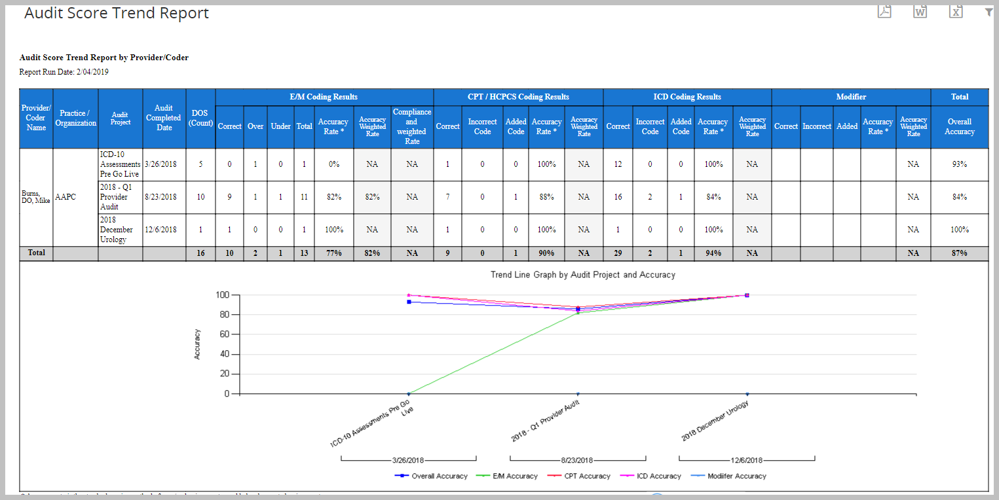 Audit Score Trend Report
Audit Score Trend Report by Provider/Coder
Report Run Date: 2/04/2019
Provider/ Coder Name Practice / Organization Audit Project Audit Completed Date DOS (Count) E/M Coding Results CPT / HCPCS Coding Results ICD Coding Results Modifier Total
Correct Over Under Total Accuracy Rate * Accuracy Weighted Rate Compliance and weighted Rate Correct Incorrect Code Added Code Accuracy Rate * Accuracy Weighted Rate Correct Incorrect Code Added Code Accuracy Rate * Accuracy Weighted Rate Correct Incorrect Added Accuracy Rate * Accuracy Weighted Rate Overall Accuracy
Burns, DO, Mike AAPC
ICD-10 Assessments Pre Go Live 3/26/2018 5 0 1 0 1 0% NA NA 1 0 0 100% NA 12 0 0 100% NA NA 93%
2018 - Q1 Provider Audit 8/23/2018 10 9 1 1 11 82% 82% NA 7 0 1 88% NA 16 2 1 84% NA NA 84%
2018 December Urology 12/6/2018 1 1 0 0 1 100% NA NA 1 0 0 100% NA 1 0 0 100% NA NA 100%
Total 16 10 2 1 13 77% 82% NA 9 0 1 90% NA 29 2 1 94% NA NA 87%
Trend Line Graph by Audit Project and Accuracy
100
80
60
40
20
0
Accuracy
ICD-10 Assessments Pre Go Live
2018 - Q1 Provider Audit
2018 December Urology
3/26/2018 8/23/2018 12/6/2018
Overall Accuracy E/M Accuracy CPT Accuracy ICD Accuracy Modiifer Accuracy